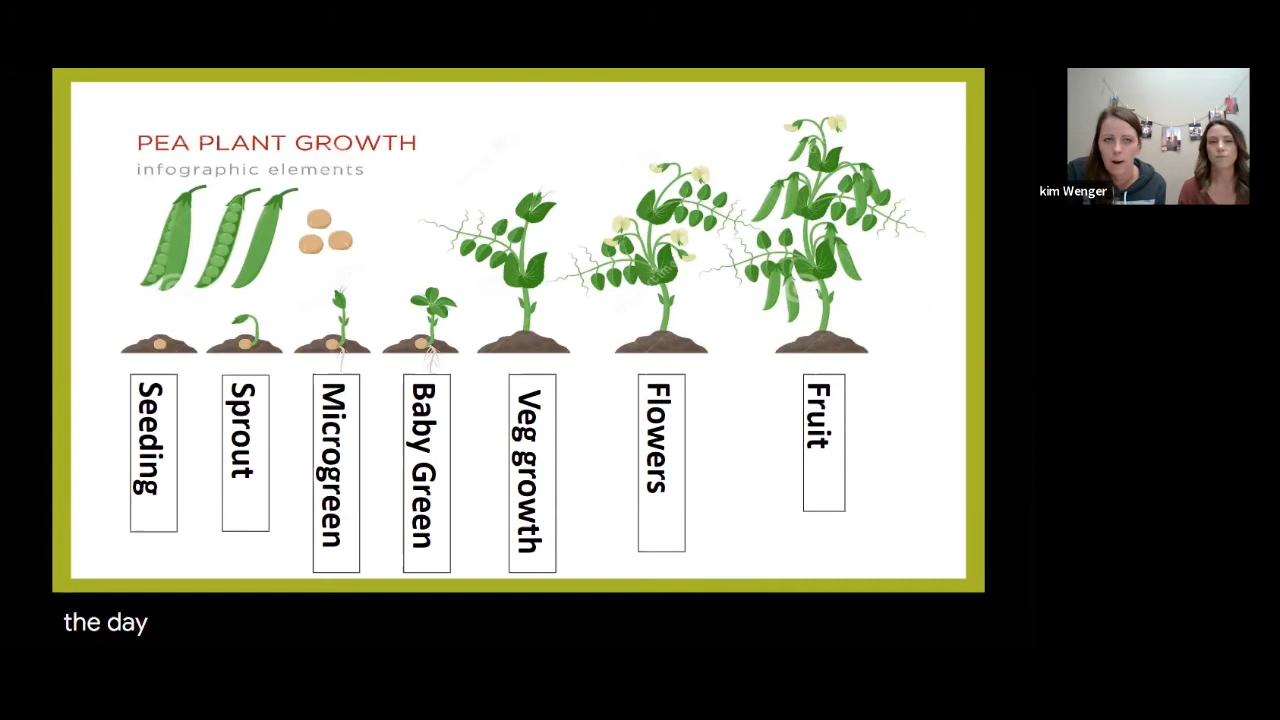 PEA PLANT GROWTH
infographic elements
kim Wenger
Seeding
Sprout
Microgreen
Baby Green
Veg growth
Flowers
Fruit
the day